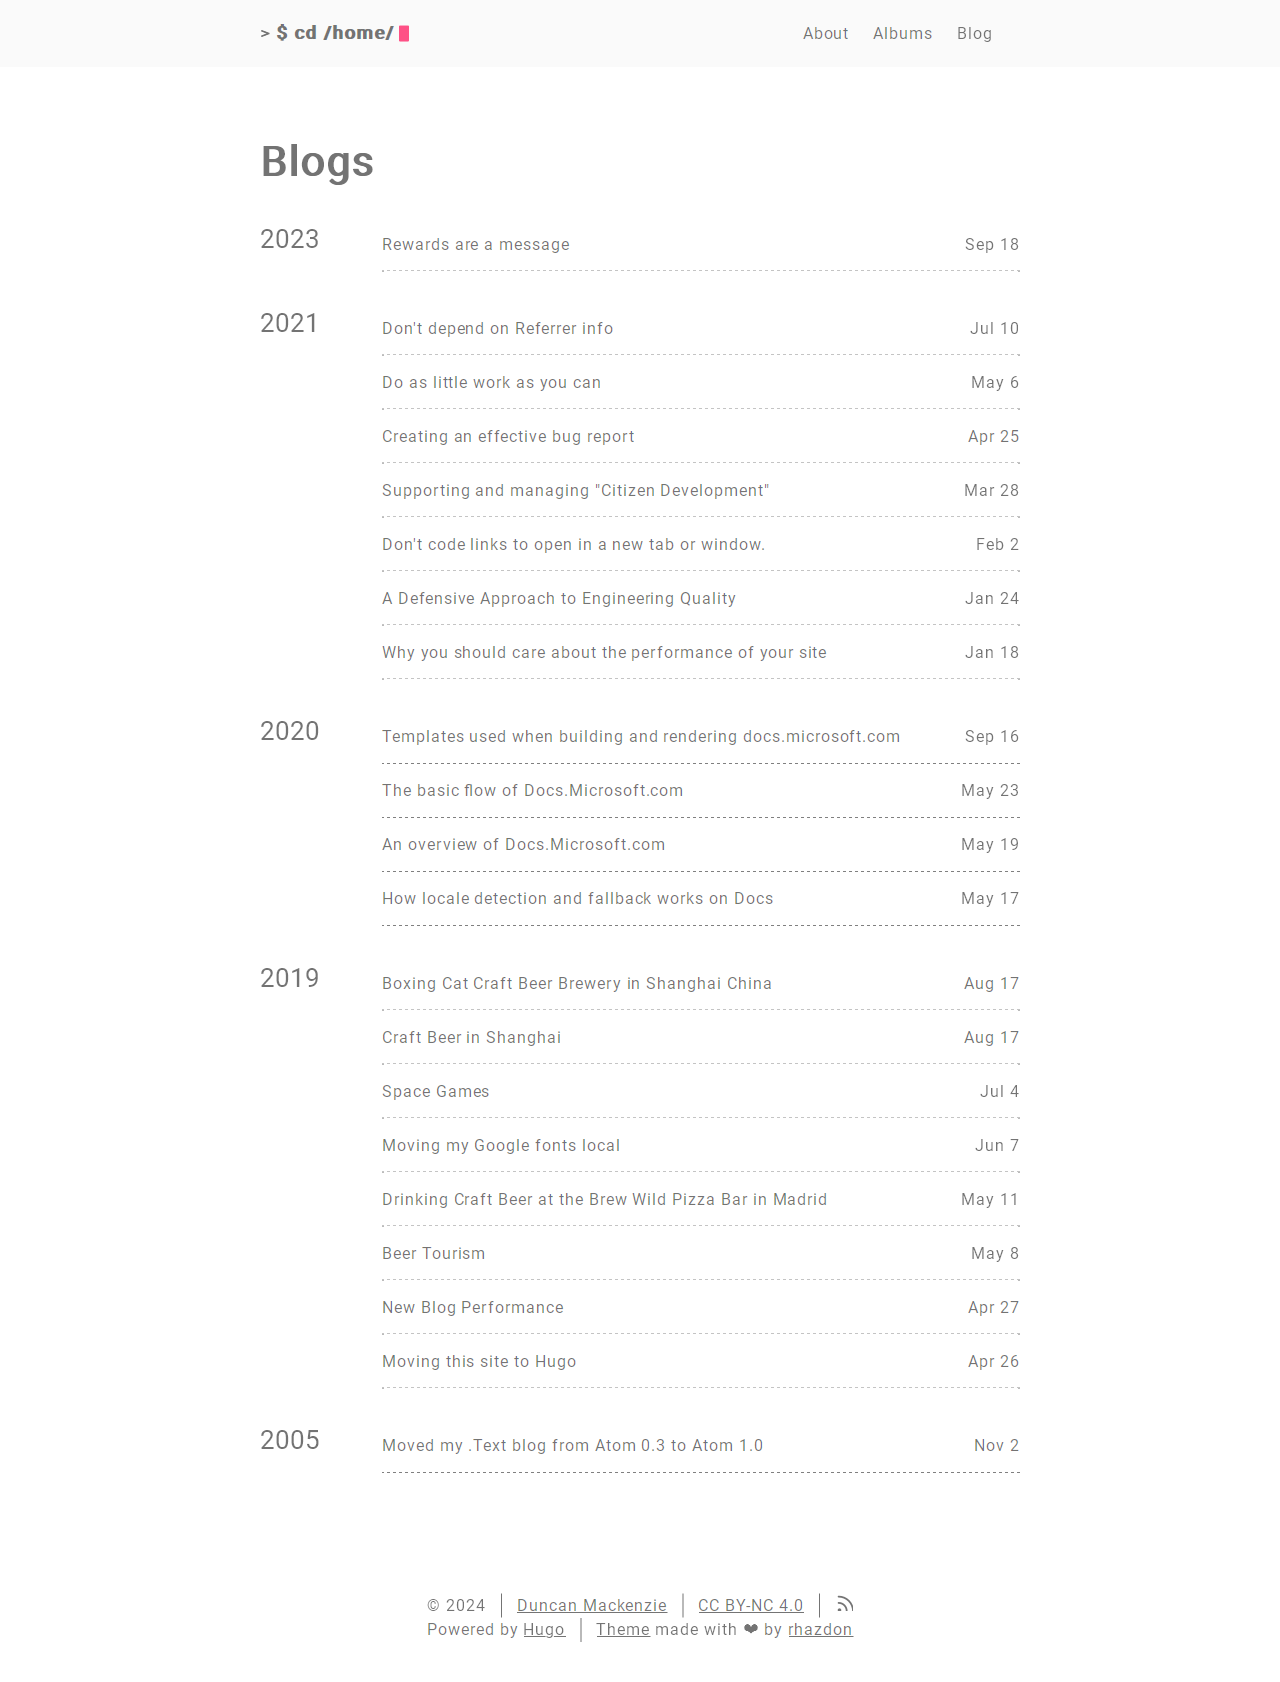 > $ cd /home/
About Albums Blog
Blogs
2023
Rewards are a message Sep 18
2021
Don't depend on Referrer info Jul 10
Do as little work as you can May 6
Creating an effective bug report Apr 25
Supporting and managing "Citizen Development" Mar 28
Don't code links to open in a new tab or window. Feb 2
A Defensive Approach to Engineering Quality Jan 24
Why you should care about the performance of your site Jan 18
2020
Templates used when building and rendering docs.microsoft.com Sep 16
The basic flow of Docs.Microsoft.com May 23
An overview of Docs.Microsoft.com May 19
How locale detection and fallback works on Docs May 17
2019
Boxing Cat Craft Beer Brewery in Shanghai China Aug 17
Craft Beer in Shanghai Aug 17
Space Games Jul 4
Moving my Google fonts local Jun 7
Drinking Craft Beer at the Brew Wild Pizza Bar in Madrid May 11
Beer Tourism May 8
New Blog Performance Apr 27
Moving this site to Hugo Apr 26
2005
Moved my .Text blog from Atom 0.3 to Atom 1.0 Nov 2
© 2024 | Duncan Mackenzie | CC BY-NC 4.0 |
Powered by Hugo | Theme made with ❤ by rhazdon